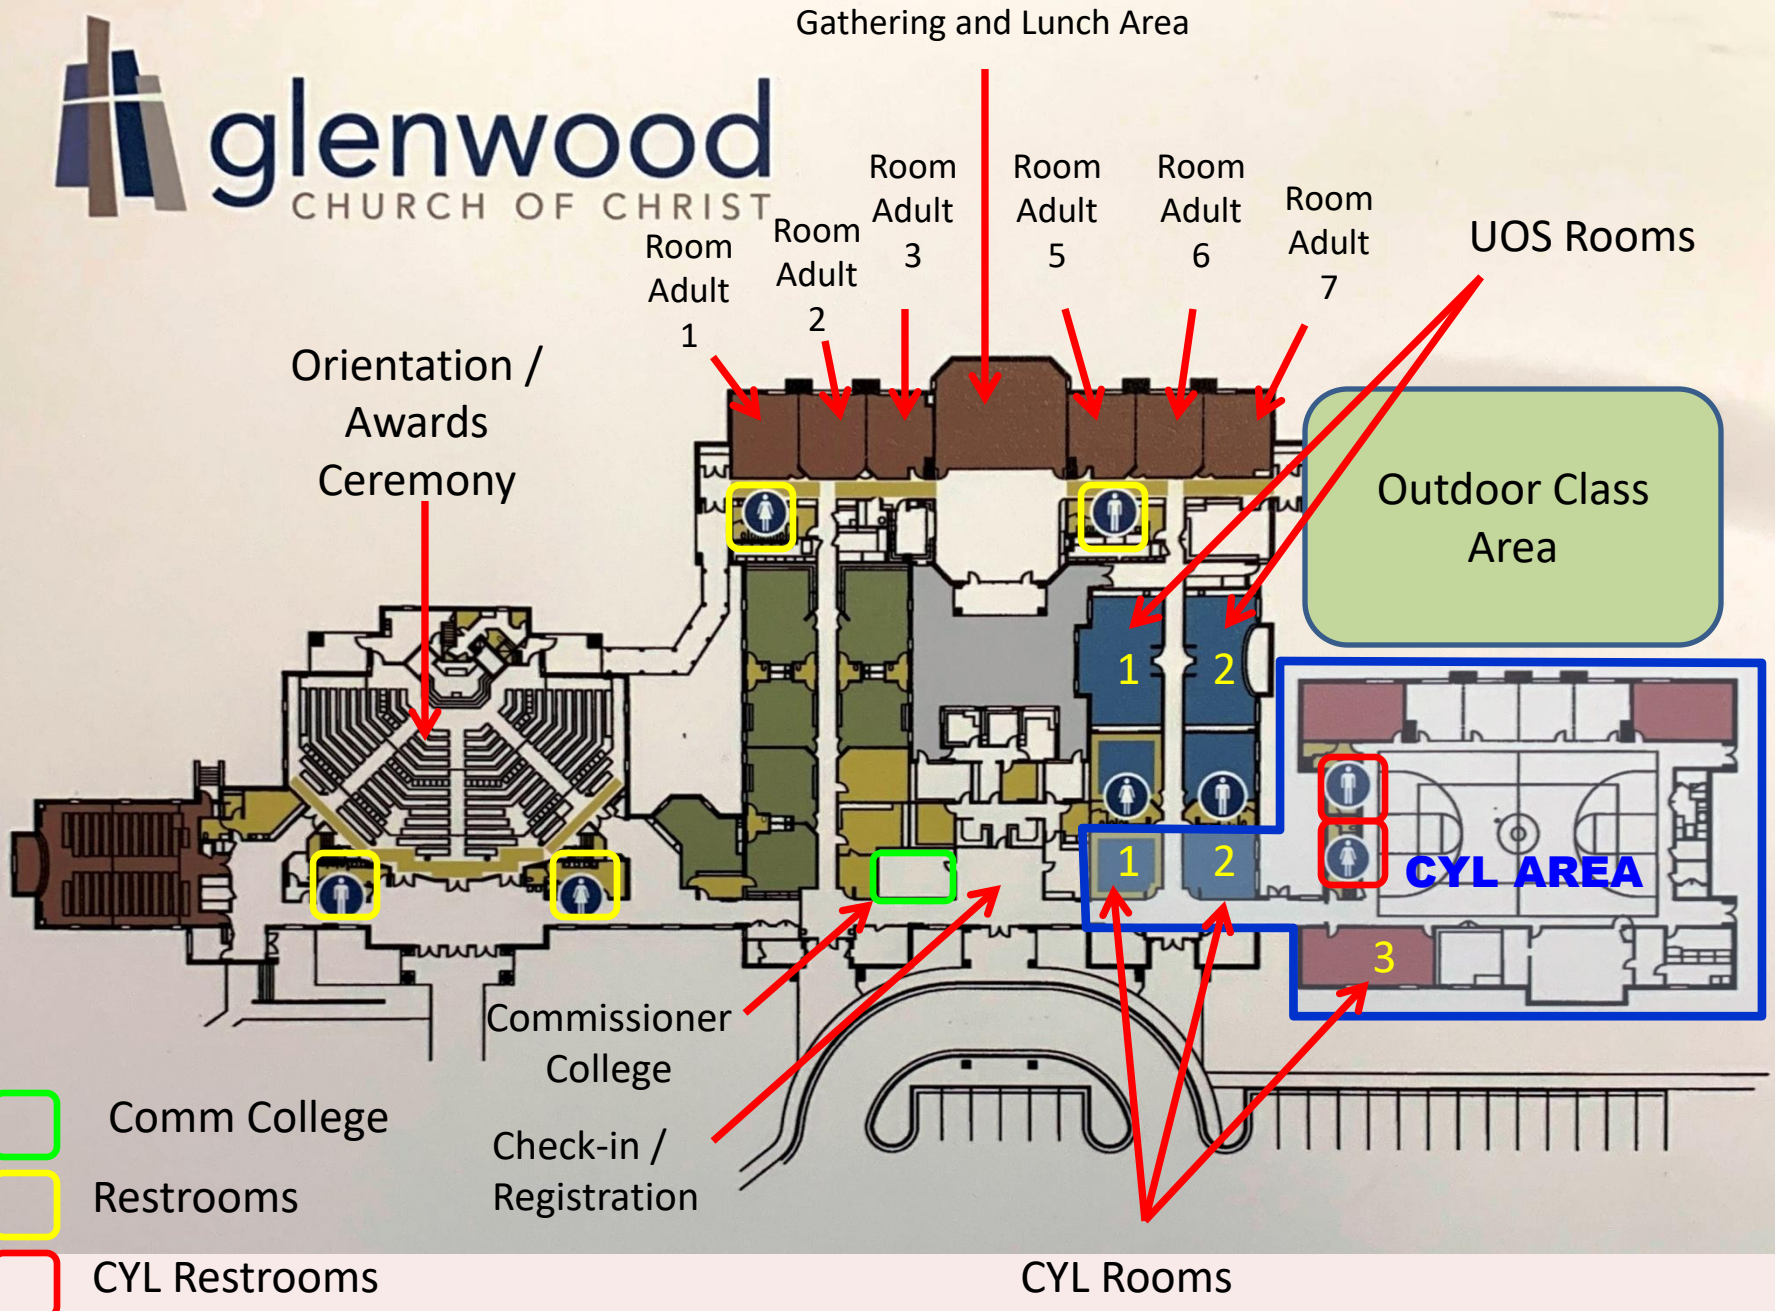 Gathering and Lunch Area
glenwood
CHURCH OF CHRIST
Room
Adult
1
Room
Adult
2
Room
Adult
3
Room
Adult
5
Room
Adult
6
Room
Adult
7
UOS Rooms
Orientation /
Awards
Ceremony
Outdoor Class
Area
1
2
1
2
CYL AREA
3
Commissioner
College
Check-in /
Registration
Comm College
Restrooms
CYL Restrooms
CYL Rooms